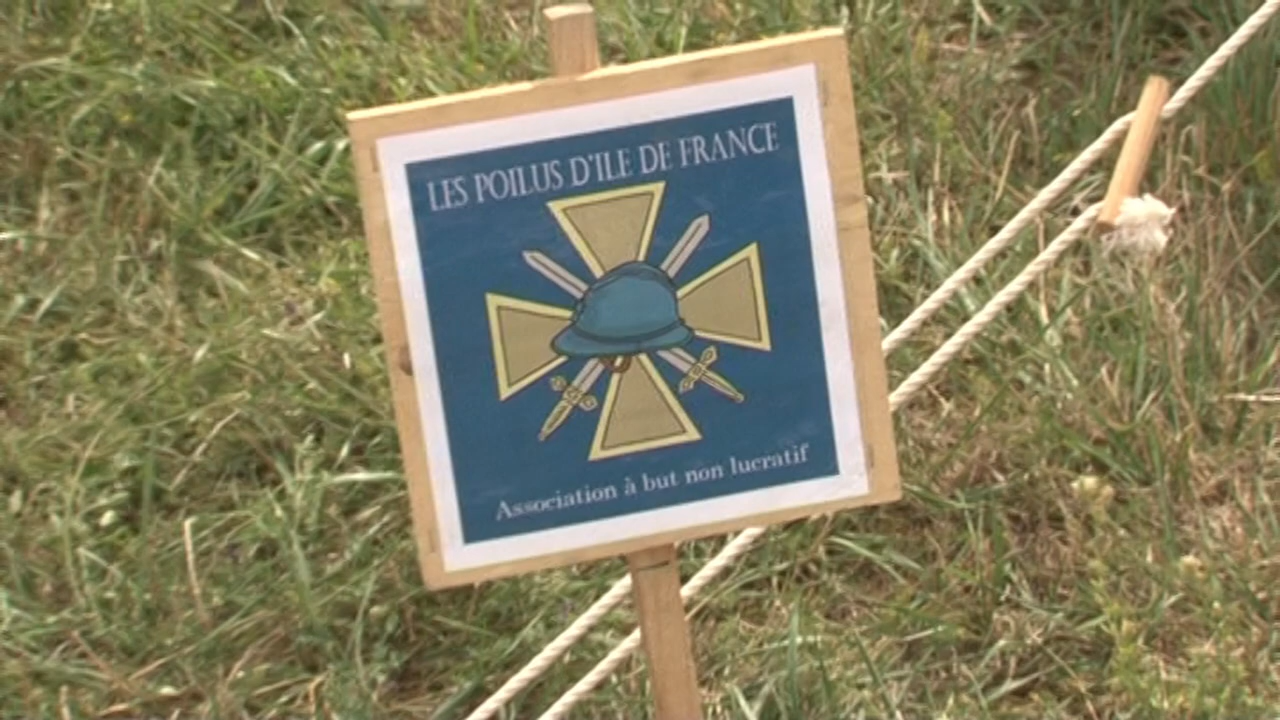 LES POILUS D'ILE DE FRANCE
Association à but non lucratif